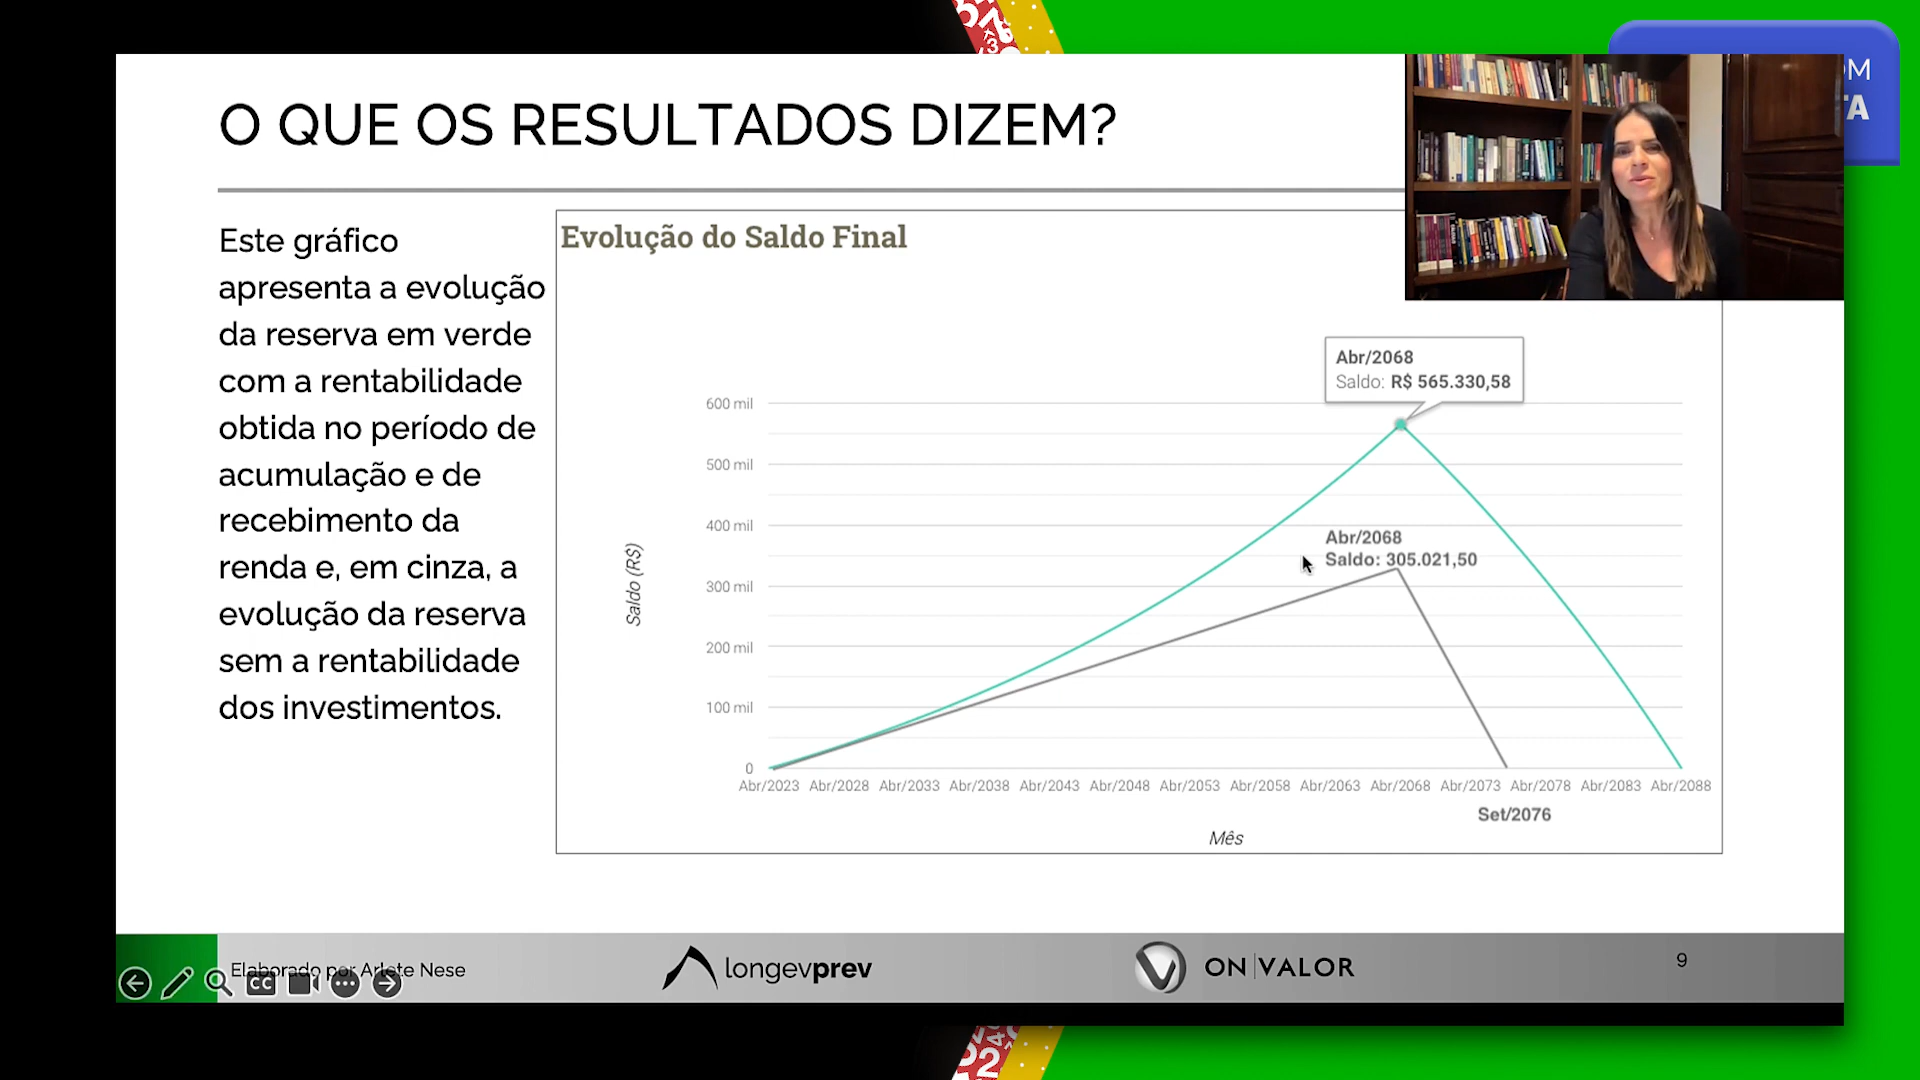 OM
TA
O QUE OS RESULTADOS DIZEM?
Este gráfico
apresenta a evolução
da reserva em verde
com a rentabilidade
obtida no período de
acumulação e de
recebimento da
renda e, em cinza, a
evolução da reserva
sem a rentabilidade
dos investimentos.
Evolução do Saldo Final
Abr/2068
Saldo: R$ 565.330,58
600 mil
500 mil
400 mil
300 mil
200 mil
100 mil
0
Saldo (R$)
Abr/2068
Saldo: 305.021,50
Abr/2023 Abr/2028 Abr/2033 Abr/2038 Abr/2043 Abr/2048 Abr/2053 Abr/2058 Abr/2063 Abr/2068 Abr/2073 Abr/2078 Abr/2083 Abr/2088
Set/2076
Mês
Elaborado por Arlete Nese
CC
longevprev
ON VALOR
9